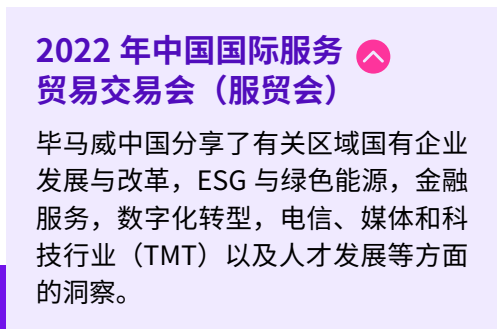 2022 年中国国际服务
贸易交易会（服贸会）
毕马威中国分享了有关区域国有企业
发展与改革，ESG 与绿色能源，金融
服务，数字化转型，电信、媒体和科
技行业（TMT）以及人才发展等方面
的洞察。